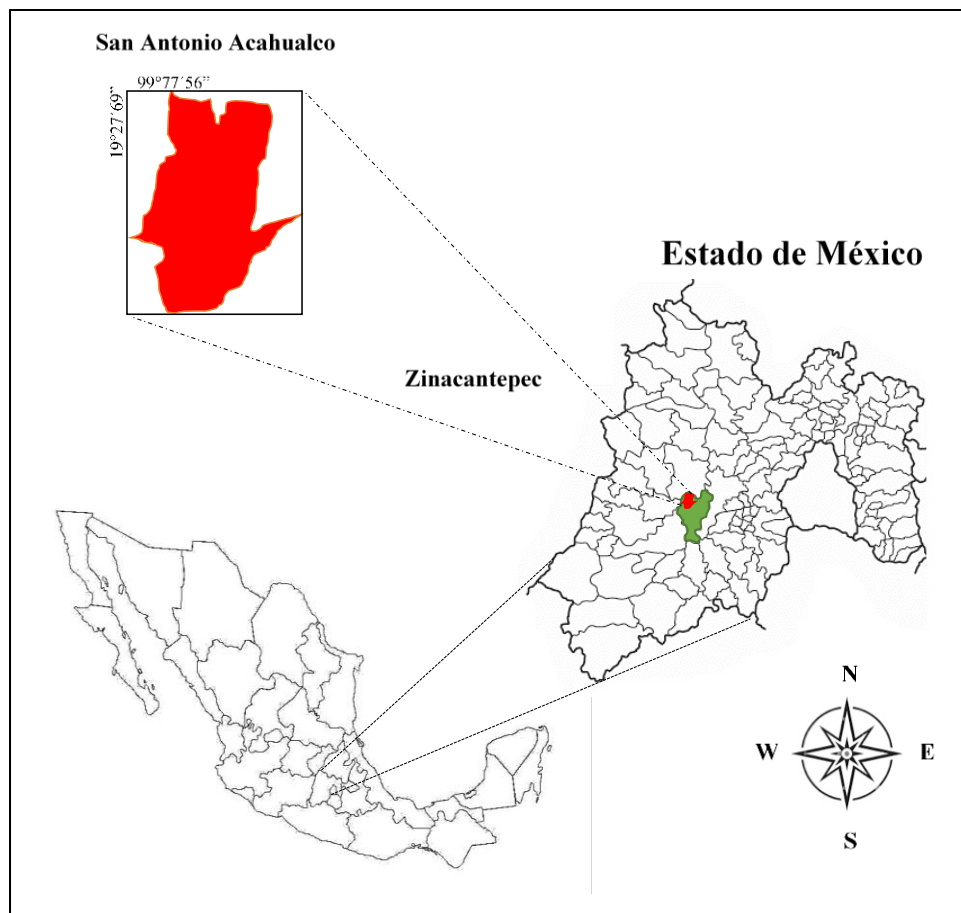 San Antonio Acahualco
99°77´56”
19°27´69”
Estado de México
Zinacantepec
N
W
E
S